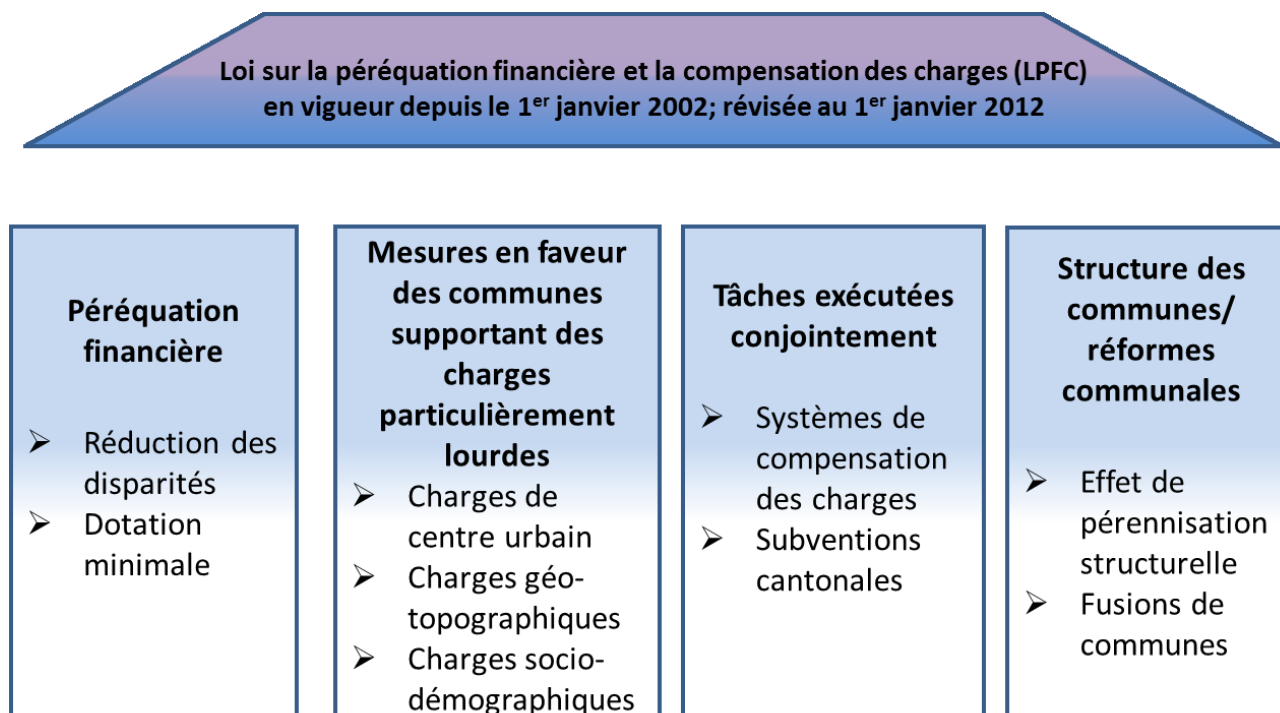 Loi sur la péréquation financière et la compensation des charges (LPFC)
en vigueur depuis le 1er janvier 2002; révisée au 1er janvier 2012
Péréquation
financière
➢ Réduction des
disparités
➢ Dotation
minimale
Mesures en faveur
des communes
supportant des
charges
particulièrement
lourdes
➢ Charges de
centre urbain
➢ Charges géo-
topographiques
➢ Charges socio-
démographiques
Tâches exécutées
conjointement
➢ Systèmes de
compensation
des charges
➢ Subventions
cantonales
Structure des
communes/
réformes
communales
➢ Effet de
pérennisation
structurelle
➢ Fusions de
communes